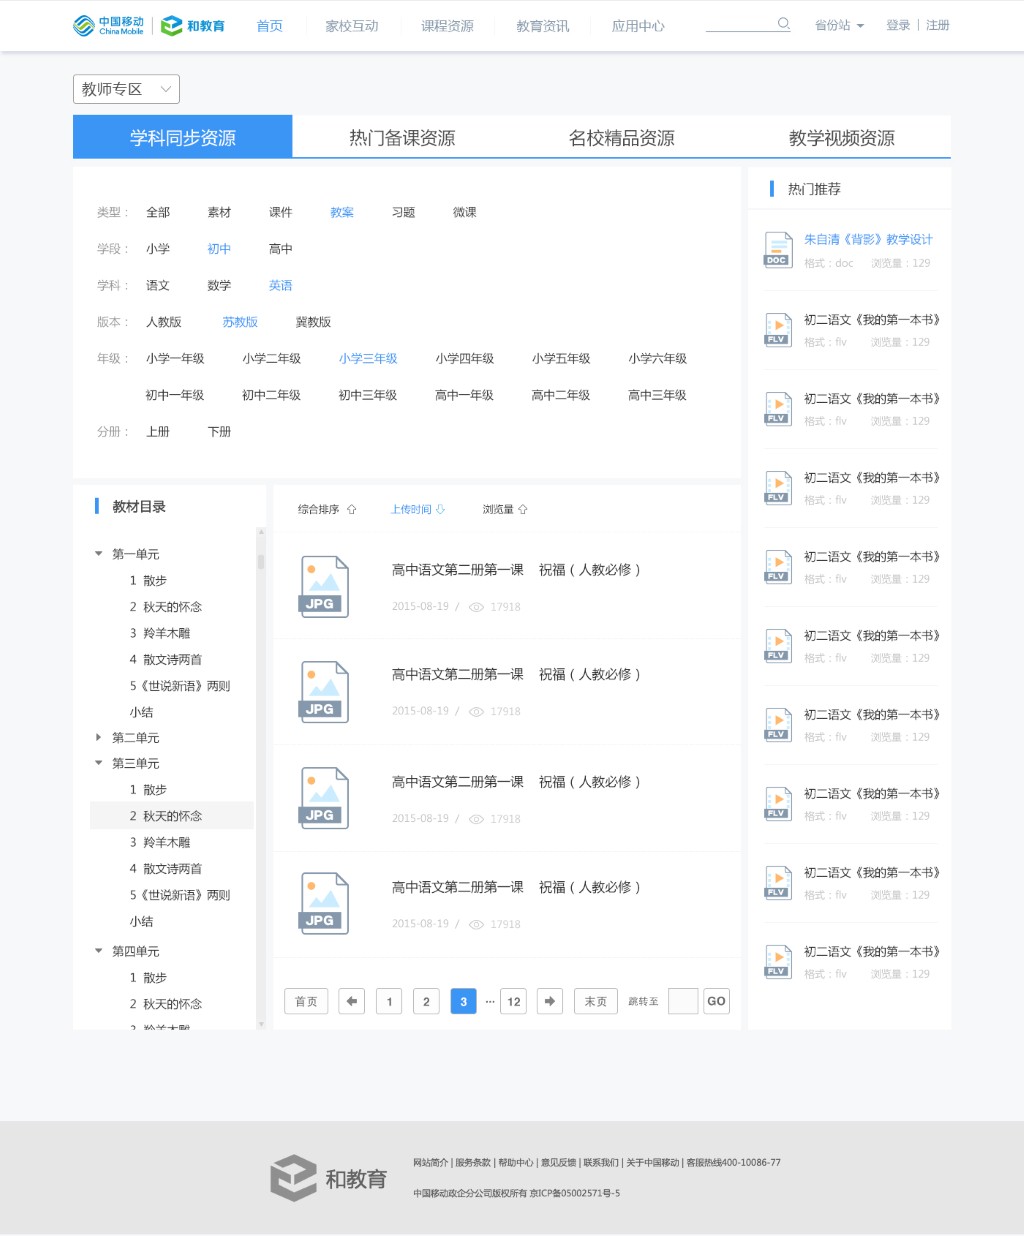 中国移动 China Mobile 和教育 首页 家校互动 课程资源 教育资讯 应用中心 省份站 登录 | 注册
教师专区
学科同步资源 热门备课资源 名校精品资源 教学视频资源
类型： 全部 素材 课件 教案 习题 微课
学段： 小学 初中 高中
学科： 语文 数学 英语
版本： 人教版 苏教版 冀教版
年级： 小学一年级 小学二年级 小学三年级 小学四年级 小学五年级 小学六年级
初中一年级 初中二年级 初中三年级 高中一年级 高中二年级 高中三年级
分册： 上册 下册
教材目录
第一单元
1 散步
2 秋天的怀念
3 羚羊木雕
4 散文诗两首
5《世说新语》两则
小结
第二单元
第三单元
1 散步
2 秋天的怀念
3 羚羊木雕
4 散文诗两首
5《世说新语》两则
小结
第四单元
1 散步
2 秋天的怀念
3 羚羊木雕
综合排序 上传时间 浏览量
JPG
高中语文第二册第一课 祝福（人教必修）
2015-08-19 / 17918
JPG
高中语文第二册第一课 祝福（人教必修）
2015-08-19 / 17918
JPG
高中语文第二册第一课 祝福（人教必修）
2015-08-19 / 17918
JPG
高中语文第二册第一课 祝福（人教必修）
2015-08-19 / 17918
首页 1 2 3 ··· 12 末页 跳转至 GO
热门推荐
DOC
朱自清《背影》教学设计
格式：doc 浏览量：129
FLV
初二语文《我的第一本书》
格式：flv 浏览量：129
FLV
初二语文《我的第一本书》
格式：flv 浏览量：129
FLV
初二语文《我的第一本书》
格式：flv 浏览量：129
FLV
初二语文《我的第一本书》
格式：flv 浏览量：129
FLV
初二语文《我的第一本书》
格式：flv 浏览量：129
FLV
初二语文《我的第一本书》
格式：flv 浏览量：129
FLV
初二语文《我的第一本书》
格式：flv 浏览量：129
FLV
初二语文《我的第一本书》
格式：flv 浏览量：129
FLV
初二语文《我的第一本书》
格式：flv 浏览量：129
和教育
网站简介 | 服务条款 | 帮助中心 | 意见反馈 | 联系我们 | 关于中国移动 | 客服热线400-10086-77
中国移动政企分公司版权所有 京ICP备05002571号-5